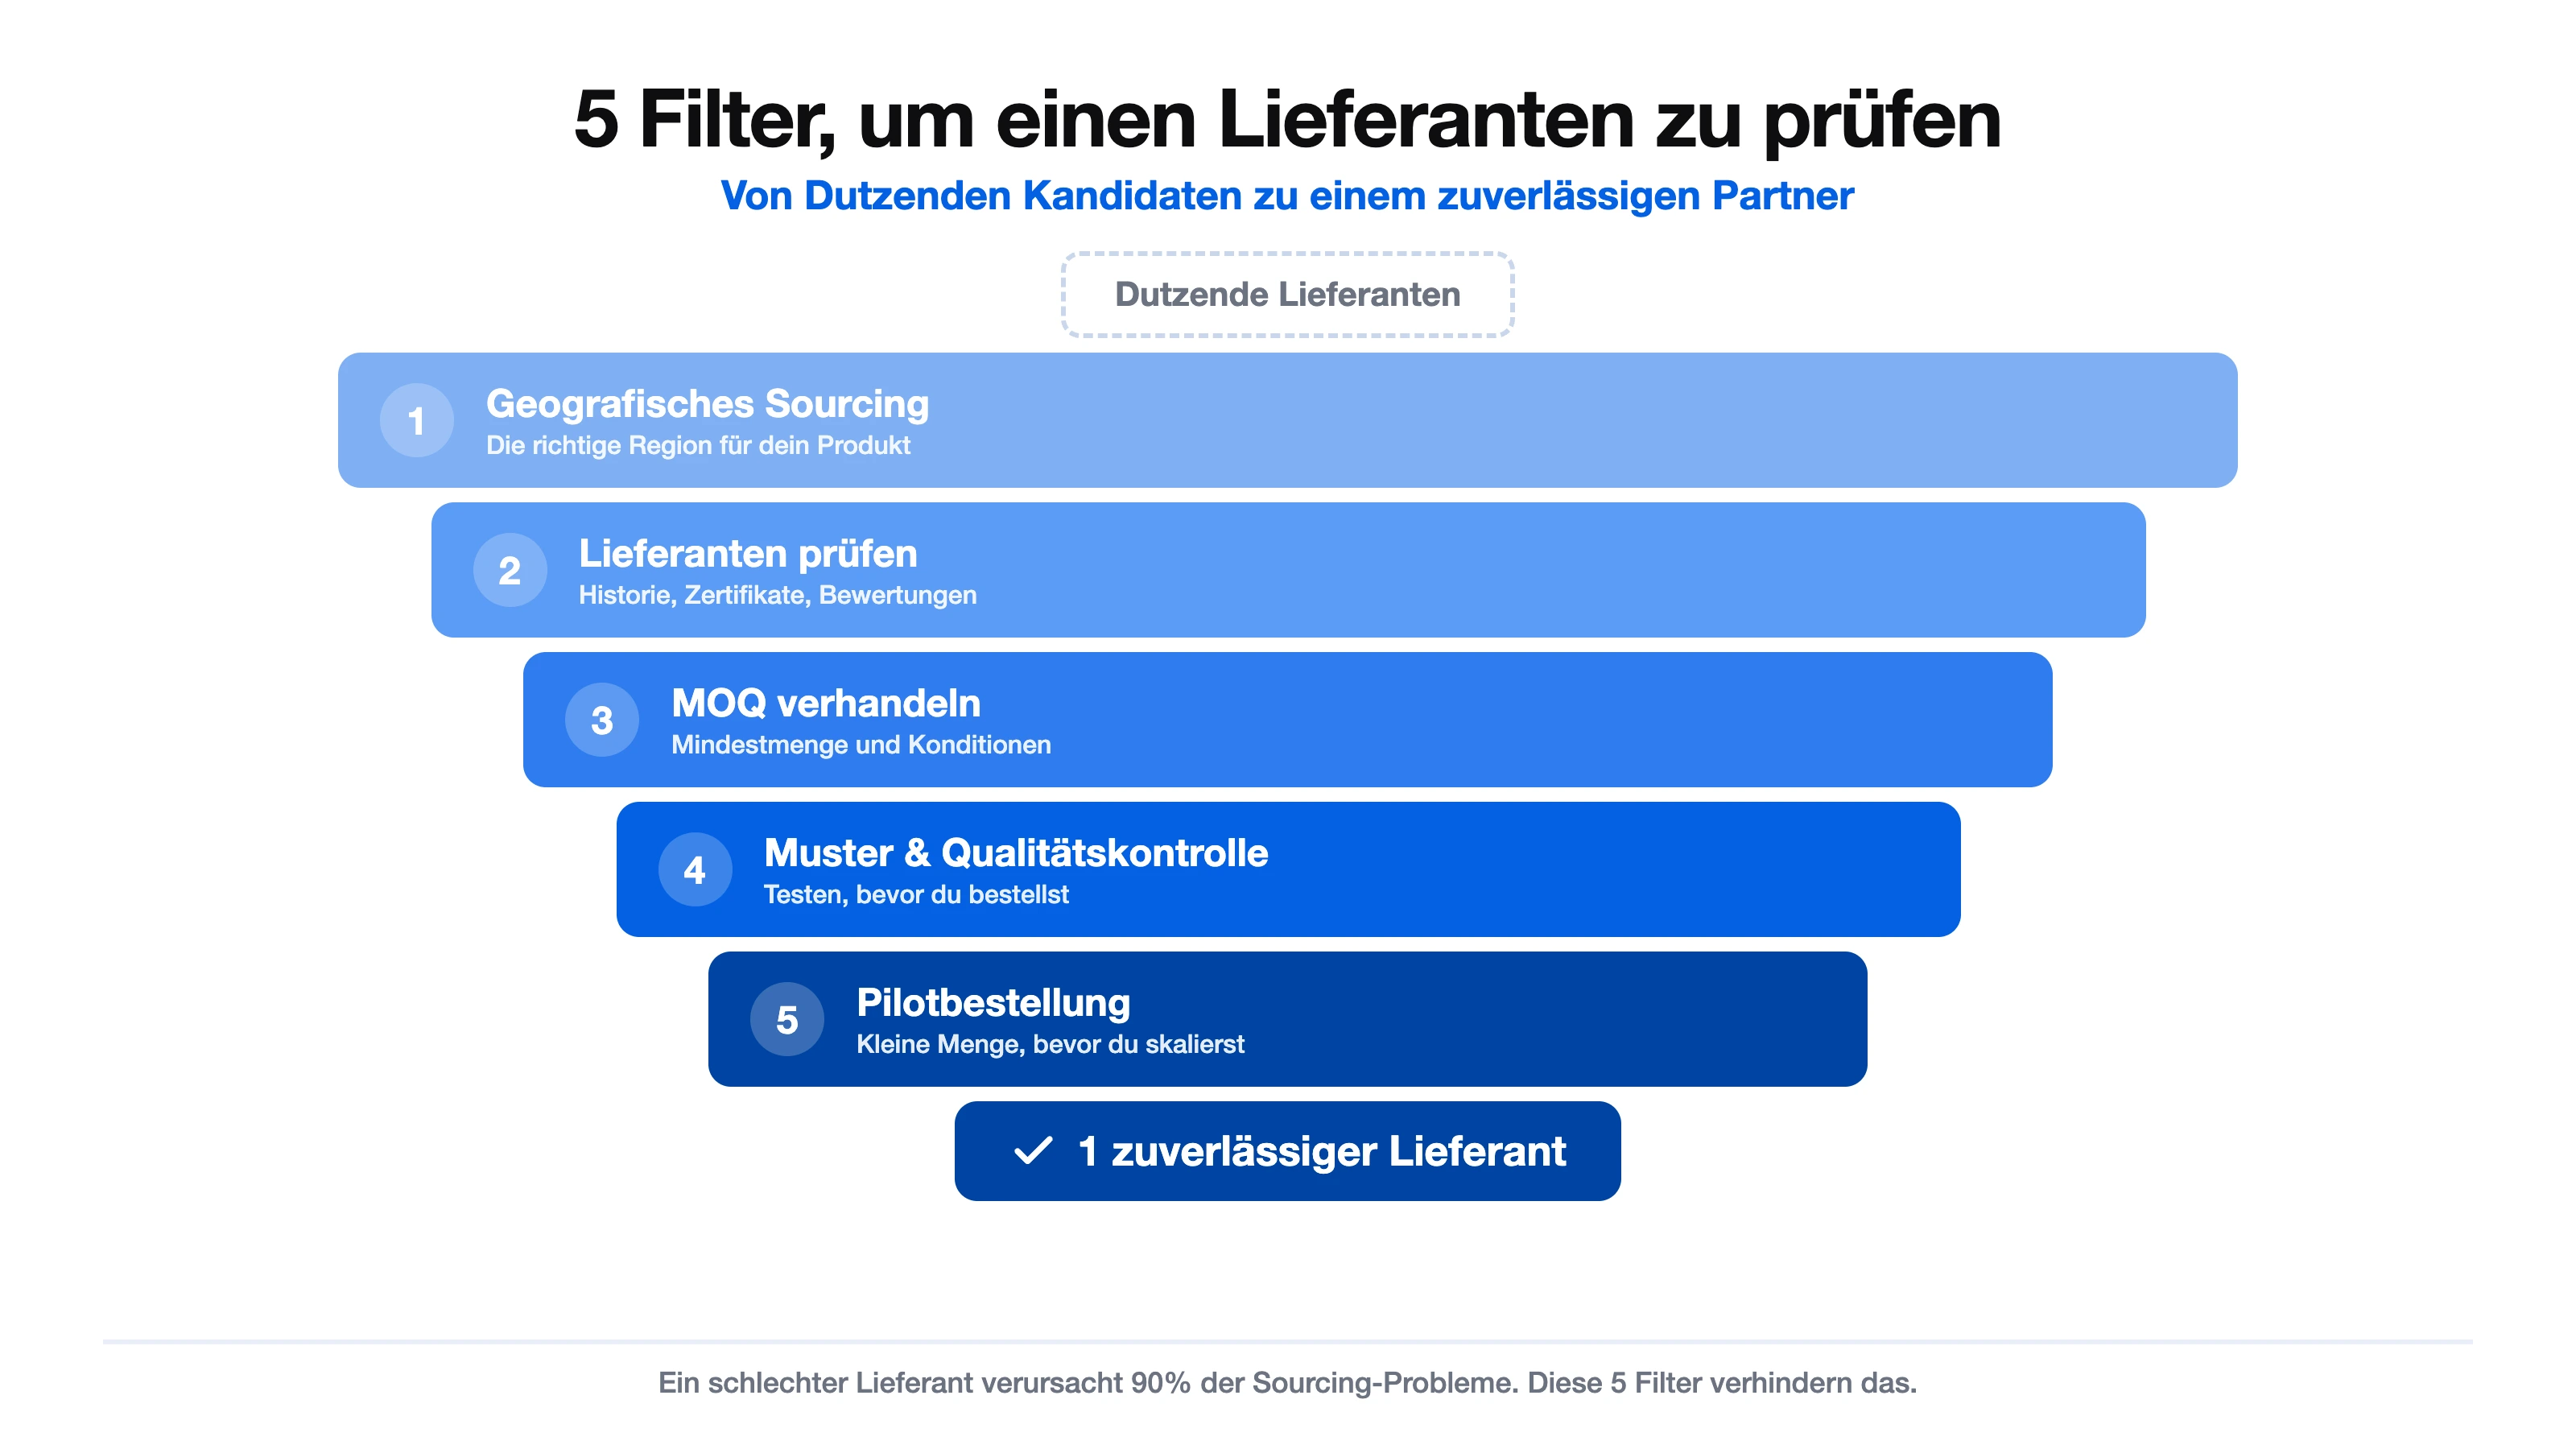 5 Filter, um einen Lieferanten zu prüfen
Von Dutzenden Kandidaten zu einem zuverlässigen Partner
Dutzende Lieferanten
1
Geografisches Sourcing
Die richtige Region für dein Produkt
2
Lieferanten prüfen
Historie, Zertifikate, Bewertungen
3
MOQ verhandeln
Mindestmenge und Konditionen
4
Muster & Qualitätskontrolle
Testen, bevor du bestellst
5
Pilotbestellung
Kleine Menge, bevor du skalierst
✓ 1 zuverlässiger Lieferant
Ein schlechter Lieferant verursacht 90% der Sourcing-Probleme. Diese 5 Filter verhindern das.